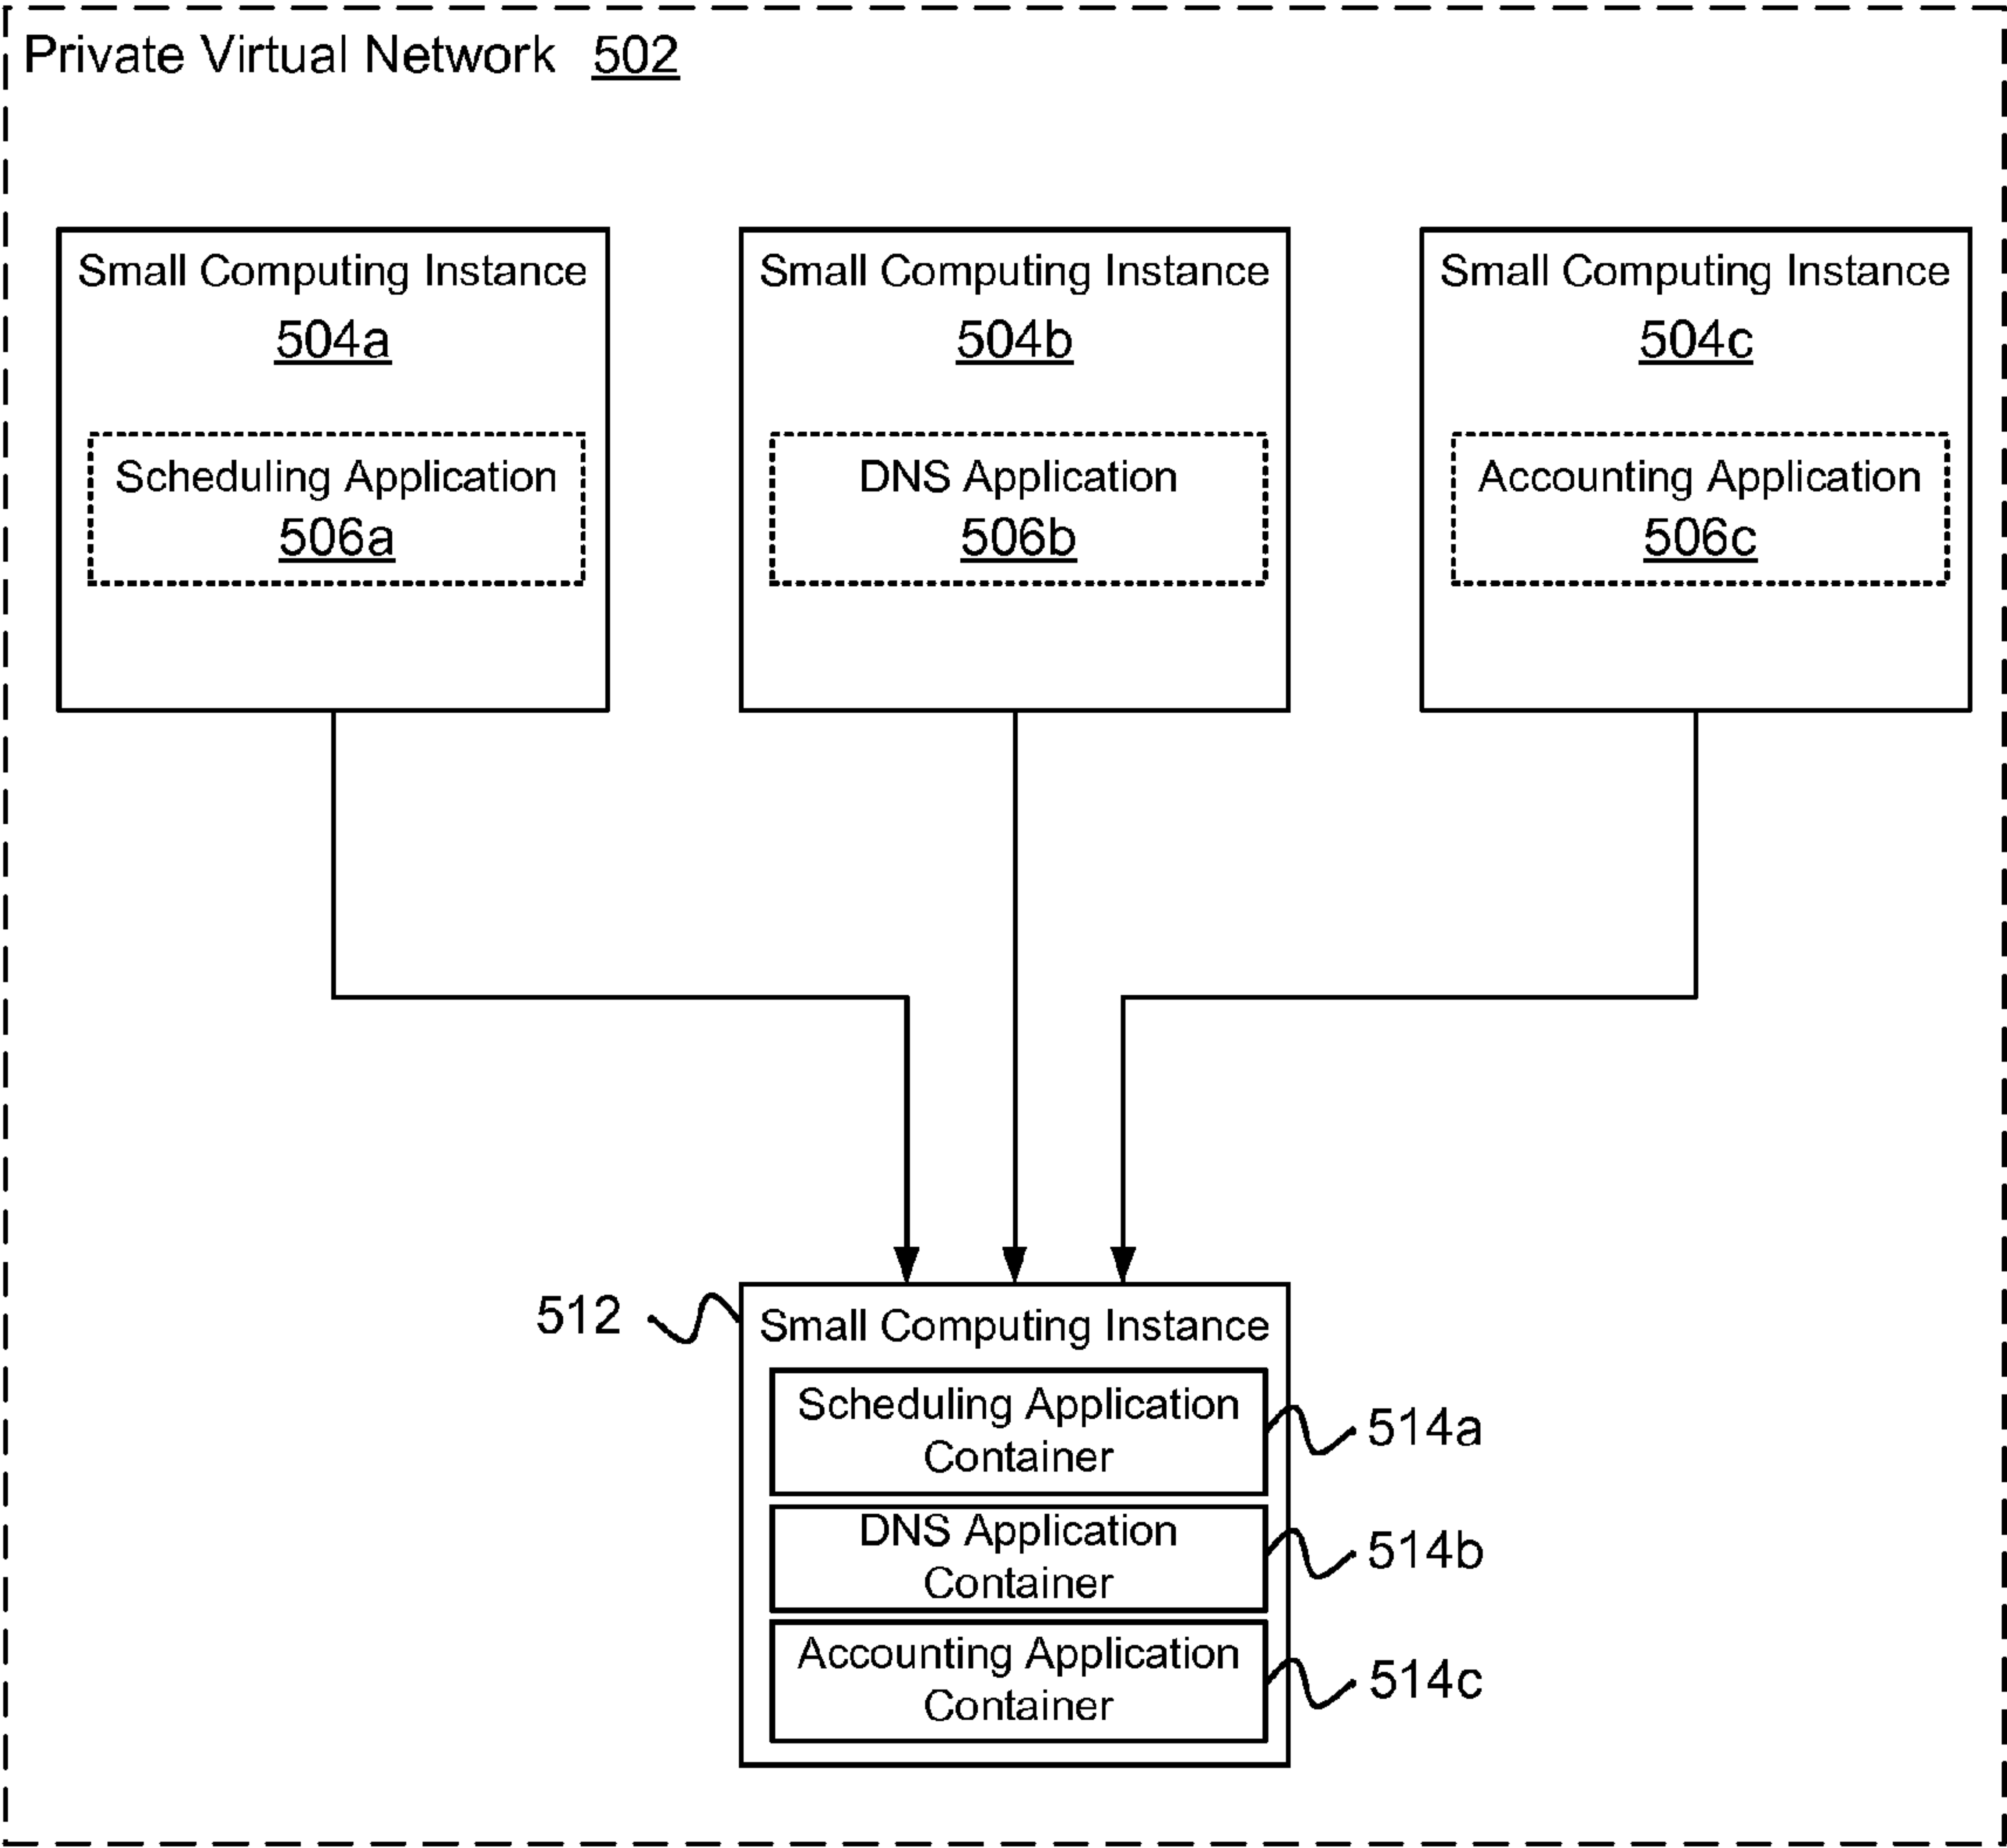 Private Virtual Network 502
Small Computing Instance
504a
Scheduling Application
506a
Small Computing Instance
504b
DNS Application
506b
Small Computing Instance
504c
Accounting Application
506c
512
Small Computing Instance
Scheduling Application
Container
514a
DNS Application
Container
514b
Accounting Application
Container
514c